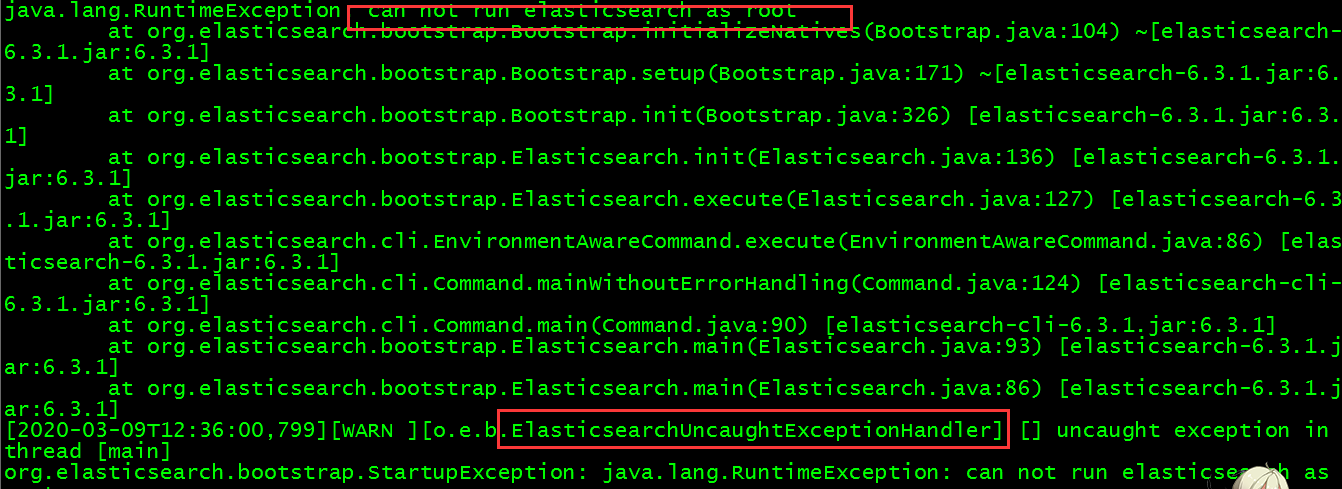 java.lang.RuntimeException can not run elasticsearch as root
at org.elasticsearch.bootstrap.Bootstrap.initializeNatives(Bootstrap.java:104) ~[elasticsearch-
6.3.1.jar:6.3.1]
at org.elasticsearch.bootstrap.Bootstrap.setup(Bootstrap.java:171) ~[elasticsearch-6.3.1.jar:6.
3.1]
at org.elasticsearch.bootstrap.Bootstrap.init(Bootstrap.java:326) [elasticsearch-6.3.1.jar:6.3.
1]
at org.elasticsearch.bootstrap.Elasticsearch.init(Elasticsearch.java:136) [elasticsearch-6.3.1.
jar:6.3.1]
at org.elasticsearch.bootstrap.Elasticsearch.execute(Elasticsearch.java:127) [elasticsearch-6.3
.1.jar:6.3.1]
at org.elasticsearch.cli.EnvironmentAwareCommand.execute(EnvironmentAwareCommand.java:86) [elas
ticsearch-6.3.1.jar:6.3.1]
at org.elasticsearch.cli.Command.mainWithoutErrorHandling(Command.java:124) [elasticsearch-cli-
6.3.1.jar:6.3.1]
at org.elasticsearch.cli.Command.main(Command.java:90) [elasticsearch-cli-6.3.1.jar:6.3.1]
at org.elasticsearch.bootstrap.Elasticsearch.main(Elasticsearch.java:93) [elasticsearch-6.3.1.j
ar:6.3.1]
at org.elasticsearch.bootstrap.Elasticsearch.main(Elasticsearch.java:86) [elasticsearch-6.3.1.j
ar:6.3.1]
[2020-03-09T12:36:00,799][WARN ][o.e.b.ElasticsearchUncaughtExceptionHandler] [] uncaught exception in
thread [main]
org.elasticsearch.bootstrap.StartupException: java.lang.RuntimeException: can not run elasticsearch as